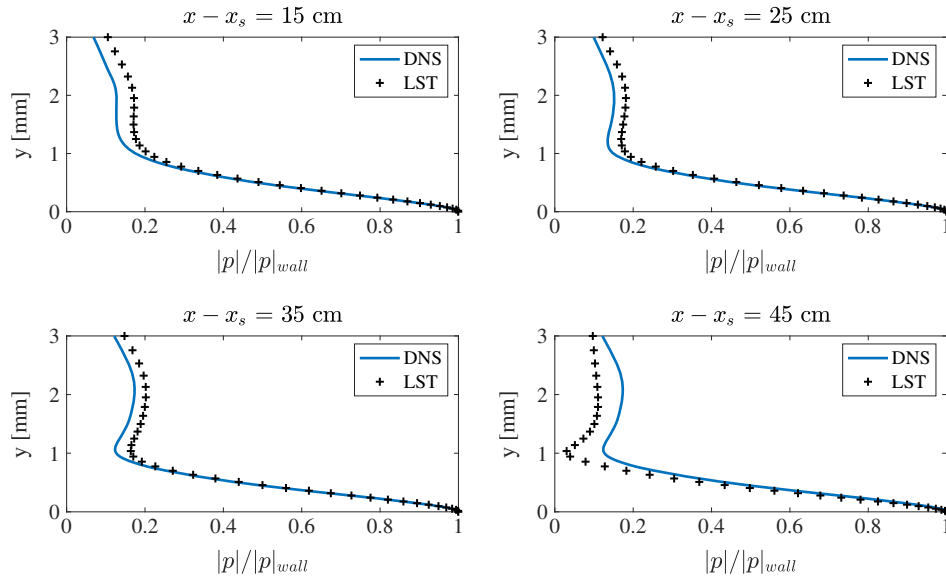 x − x_s = 15 cm
3
2
1
0
y [mm]
DNS
LST
0 0.2 0.4 0.6 0.8 1
|p|/|p|_wall
x − x_s = 25 cm
3
2
1
0
y [mm]
DNS
LST
0 0.2 0.4 0.6 0.8 1
|p|/|p|_wall
x − x_s = 35 cm
3
2
1
0
y [mm]
DNS
LST
0 0.2 0.4 0.6 0.8 1
|p|/|p|_wall
x − x_s = 45 cm
3
2
1
0
y [mm]
DNS
LST
0 0.2 0.4 0.6 0.8 1
|p|/|p|_wall